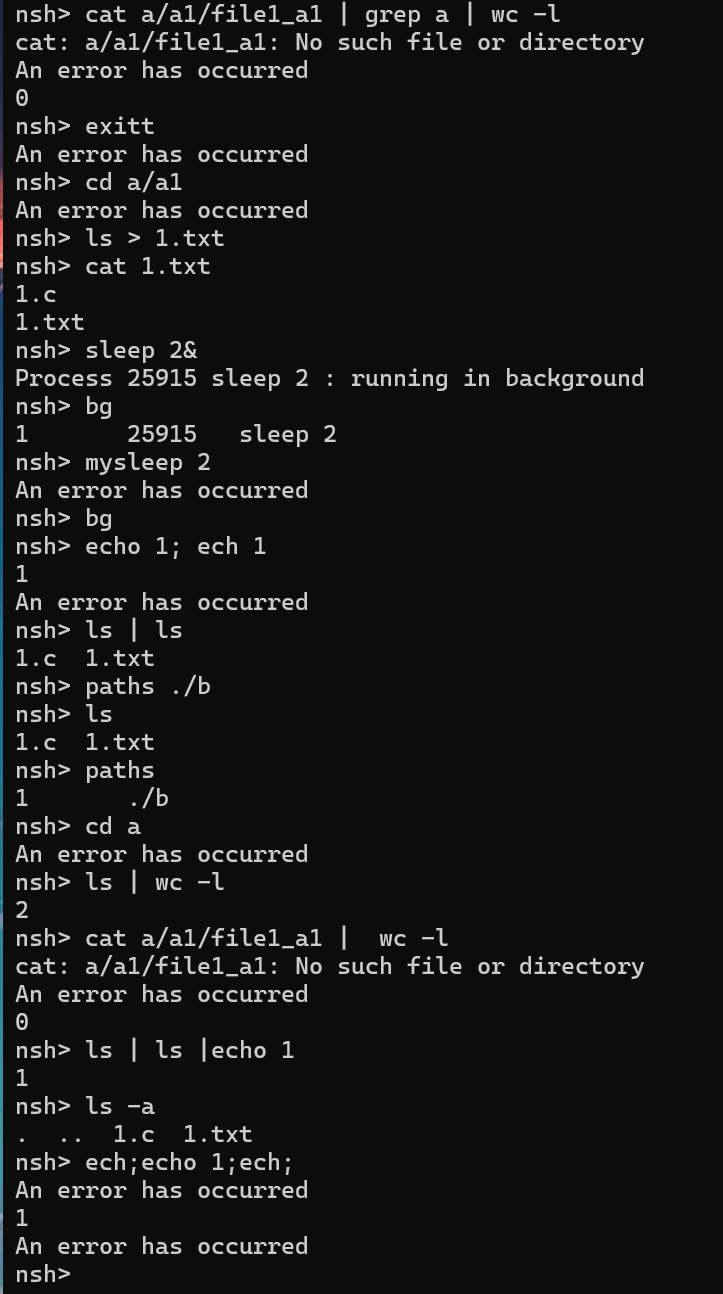 nsh> cat a/a1/file1_a1 | grep a | wc -l
cat: a/a1/file1_a1: No such file or directory
An error has occurred
0
nsh> exitt
An error has occurred
nsh> cd a/a1
An error has occurred
nsh> ls > 1.txt
nsh> cat 1.txt
1.c
1.txt
nsh> sleep 2&
Process 25915 sleep 2 : running in background
nsh> bg
1       25915   sleep 2
nsh> mysleep 2
An error has occurred
nsh> bg
nsh> echo 1; ech 1
1
An error has occurred
nsh> ls | ls
1.c  1.txt
nsh> paths ./b
nsh> ls
1.c  1.txt
nsh> paths
1       ./b
nsh> cd a
An error has occurred
nsh> ls | wc -l
2
nsh> cat a/a1/file1_a1 |  wc -l
cat: a/a1/file1_a1: No such file or directory
An error has occurred
0
nsh> ls | ls |echo 1
1
nsh> ls -a
.  ..  1.c  1.txt
nsh> ech;echo 1;ech;
An error has occurred
1
An error has occurred
nsh>